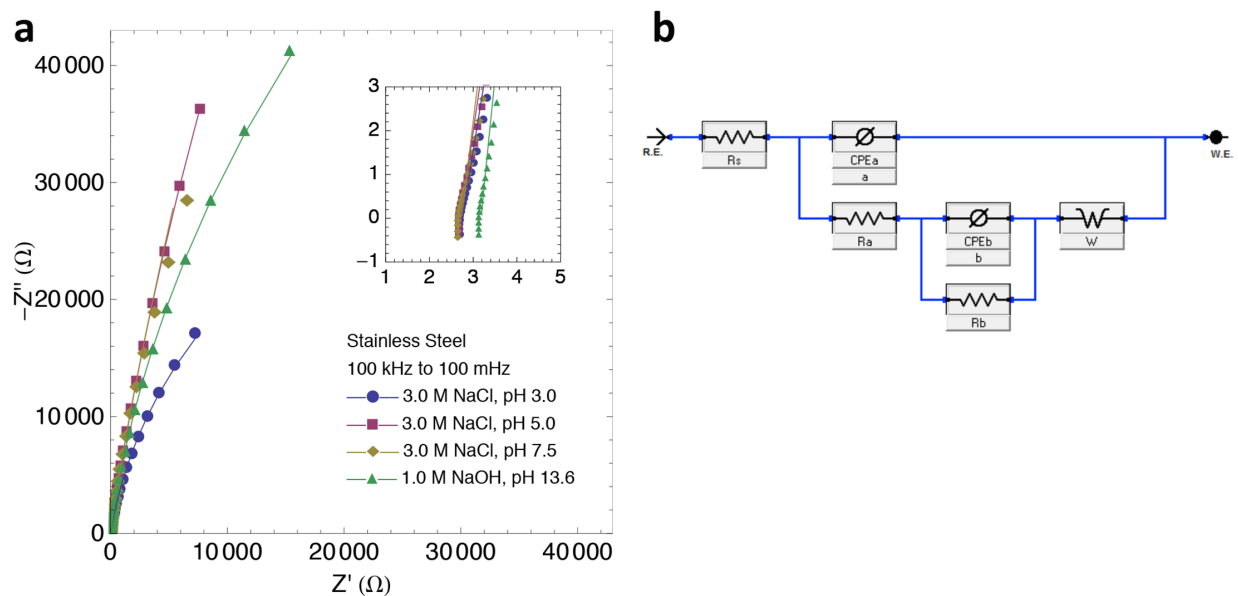 a
−Z″ (Ω)
40 000
30 000
20 000
10 000
0
0
10 000
20 000
30 000
40 000
Z' (Ω)
3
2
1
0
−1
1
2
3
4
5
Stainless Steel
100 kHz to 100 mHz
3.0 M NaCl, pH 3.0
3.0 M NaCl, pH 5.0
3.0 M NaCl, pH 7.5
1.0 M NaOH, pH 13.6
b
R.E.
Rs
CPEa
a
W.E.
Ra
CPEb
b
W
Rb